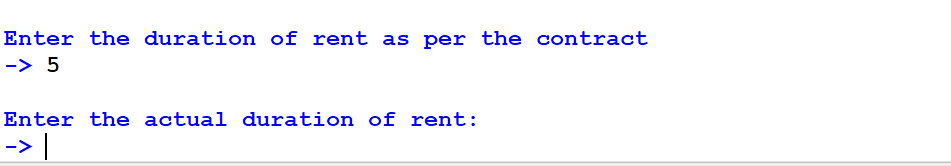 Enter the duration of rent as per the contract
-> 5
Enter the actual duration of rent:
->